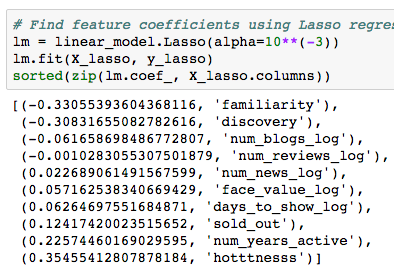 # Find feature coefficients using Lasso regres
lm = linear_model.Lasso(alpha=10**(-3))
lm.fit(X_lasso, y_lasso)
sorted(zip(lm.coef_, X_lasso.columns))
[(-0.33055393604368116, 'familiarity'),
(-0.30831655082782616, 'discovery'),
(-0.061658698486772807, 'num_blogs_log'),
(-0.0010283055307501879, 'num_reviews_log'),
(0.022689061491567599, 'num_news_log'),
(0.057162538340669429, 'face_value_log'),
(0.06264697551684871, 'days_to_show_log'),
(0.12417420023515652, 'sold_out'),
(0.22574460169029595, 'num_years_active'),
(0.35455412807878184, 'hotttnesss')]